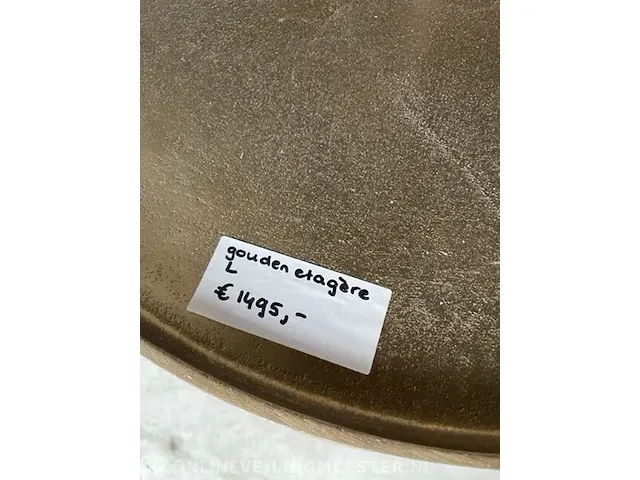 gouden etagère
L
€ 1495,-
ONLINEVEILINGMEESTER.NL